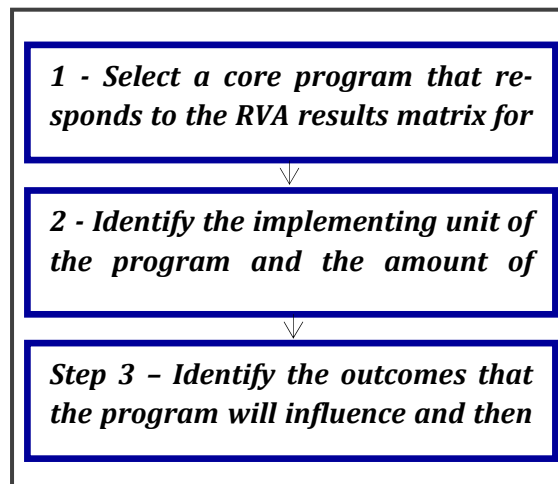 1 - Select a core program that re-
sponds to the RVA results matrix for
2 - Identify the implementing unit of
the program and the amount of
Step 3 – Identify the outcomes that
the program will influence and then